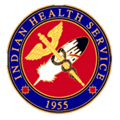 INDIAN HEALTH SERVICE
1955